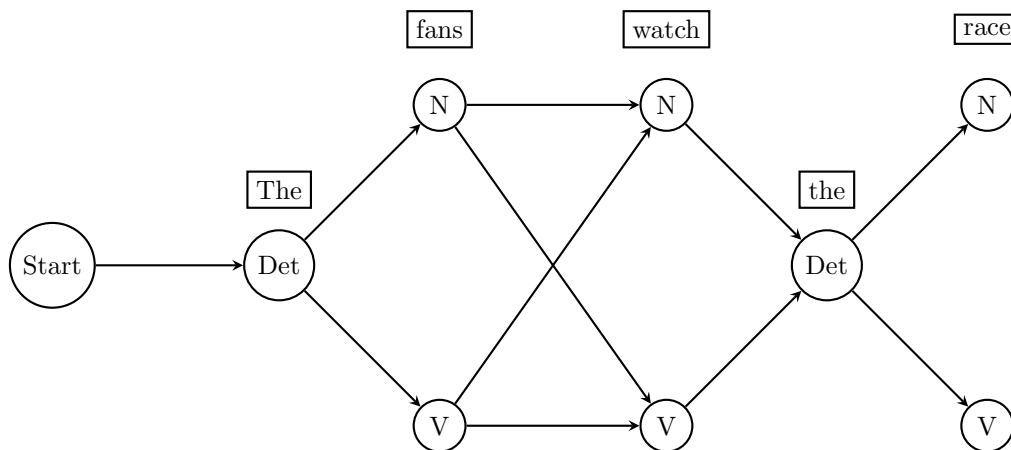 fans watch race
N N N
The the
Start Det Det
V V V